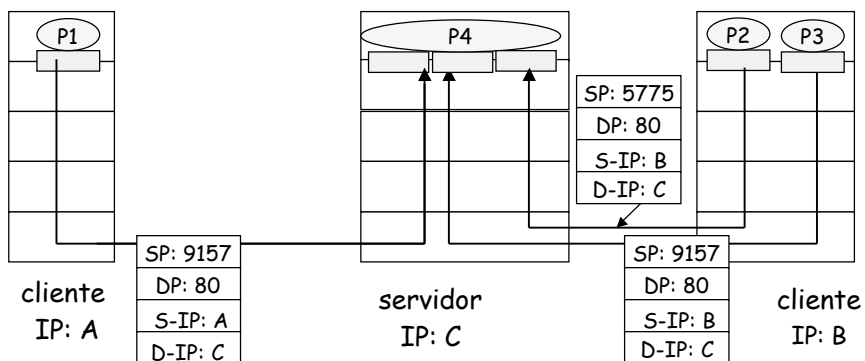 P1
P4
P2
P3
SP: 5775
DP: 80
S-IP: B
D-IP: C
SP: 9157
DP: 80
S-IP: A
D-IP: C
SP: 9157
DP: 80
S-IP: B
D-IP: C
cliente
IP: A
servidor
IP: C
cliente
IP: B